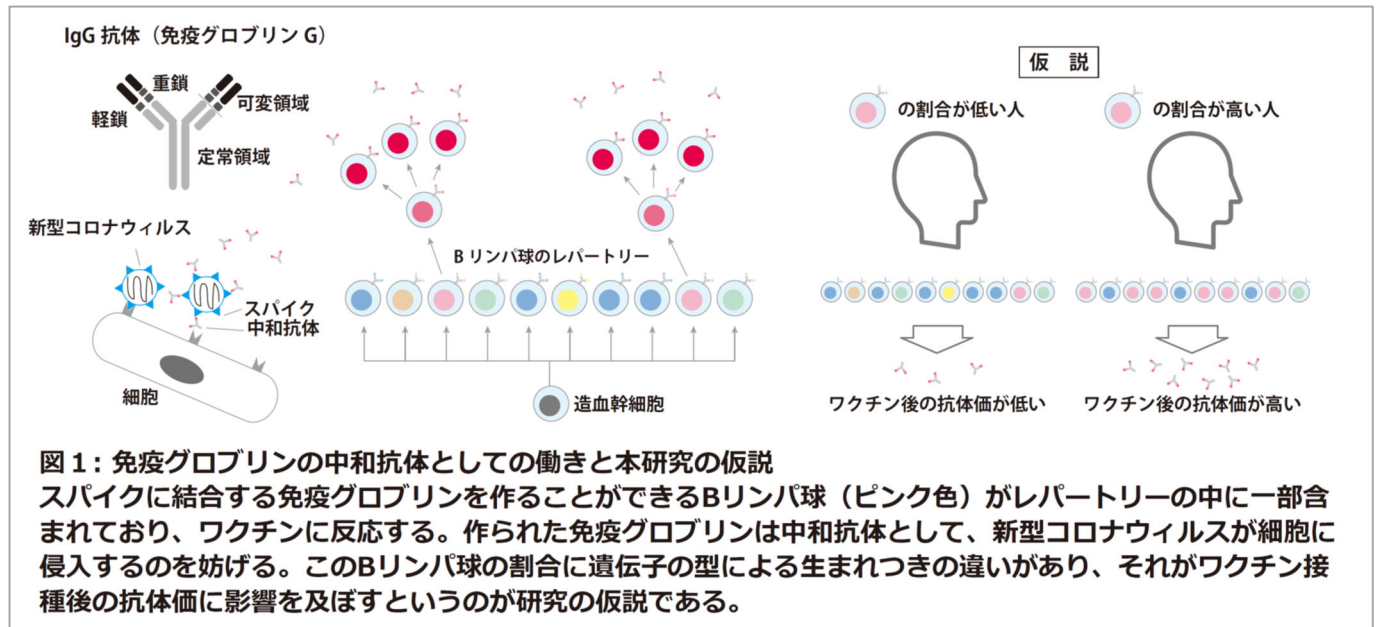 IgG 抗体（免疫グロブリン G）
重鎖
軽鎖
可変領域
定常領域
新型コロナウィルス
スパイク
中和抗体
細胞
B リンパ球のレパートリー
造血幹細胞
仮 説
の割合が低い人
の割合が高い人
ワクチン後の抗体価が低い
ワクチン後の抗体価が高い
図1: 免疫グロブリンの中和抗体としての働きと本研究の仮説
スパイクに結合する免疫グロブリンを作ることができるBリンパ球（ピンク色）がレパートリーの中に一部含
まれており、ワクチンに反応する。作られた免疫グロブリンは中和抗体として、新型コロナウィルスが細胞に
侵入するのを妨げる。このBリンパ球の割合に遺伝子の型による生まれつきの違いがあり、それがワクチン接
種後の抗体価に影響を及ぼすというのが研究の仮説である。